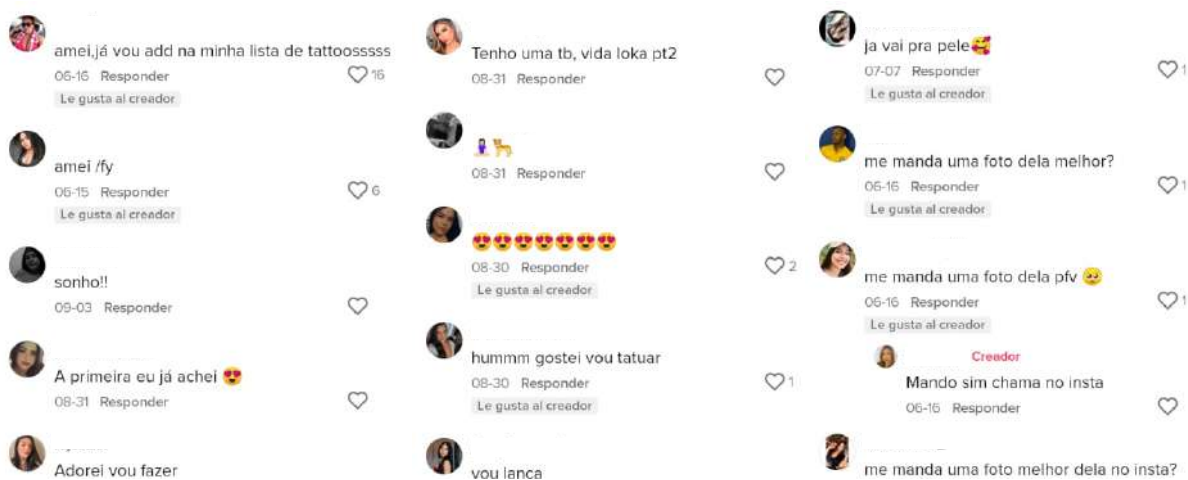 amei,já vou add na minha lista de tattoosssss
06-16 Responder
16
Le gusta al creador
amei /fy
06-15 Responder
6
Le gusta al creador
sonho!!
09-03 Responder
A primeira eu já achei 😍
08-31 Responder
Adorei vou fazer
Tenho uma tb, vida loka pt2
08-31 Responder
🤷🏻‍♀️🐕
08-31 Responder
😍😍😍😍😍😍😍
08-30 Responder
2
Le gusta al creador
hummm gostei vou tatuar
08-30 Responder
1
Le gusta al creador
vou lança
ja vai pra pele🥰
07-07 Responder
1
Le gusta al creador
me manda uma foto dela melhor?
06-16 Responder
1
Le gusta al creador
me manda uma foto dela pfv 🥺
06-16 Responder
1
Le gusta al creador
Creador
Mando sim chama no insta
06-16 Responder
me manda uma foto melhor dela no insta?